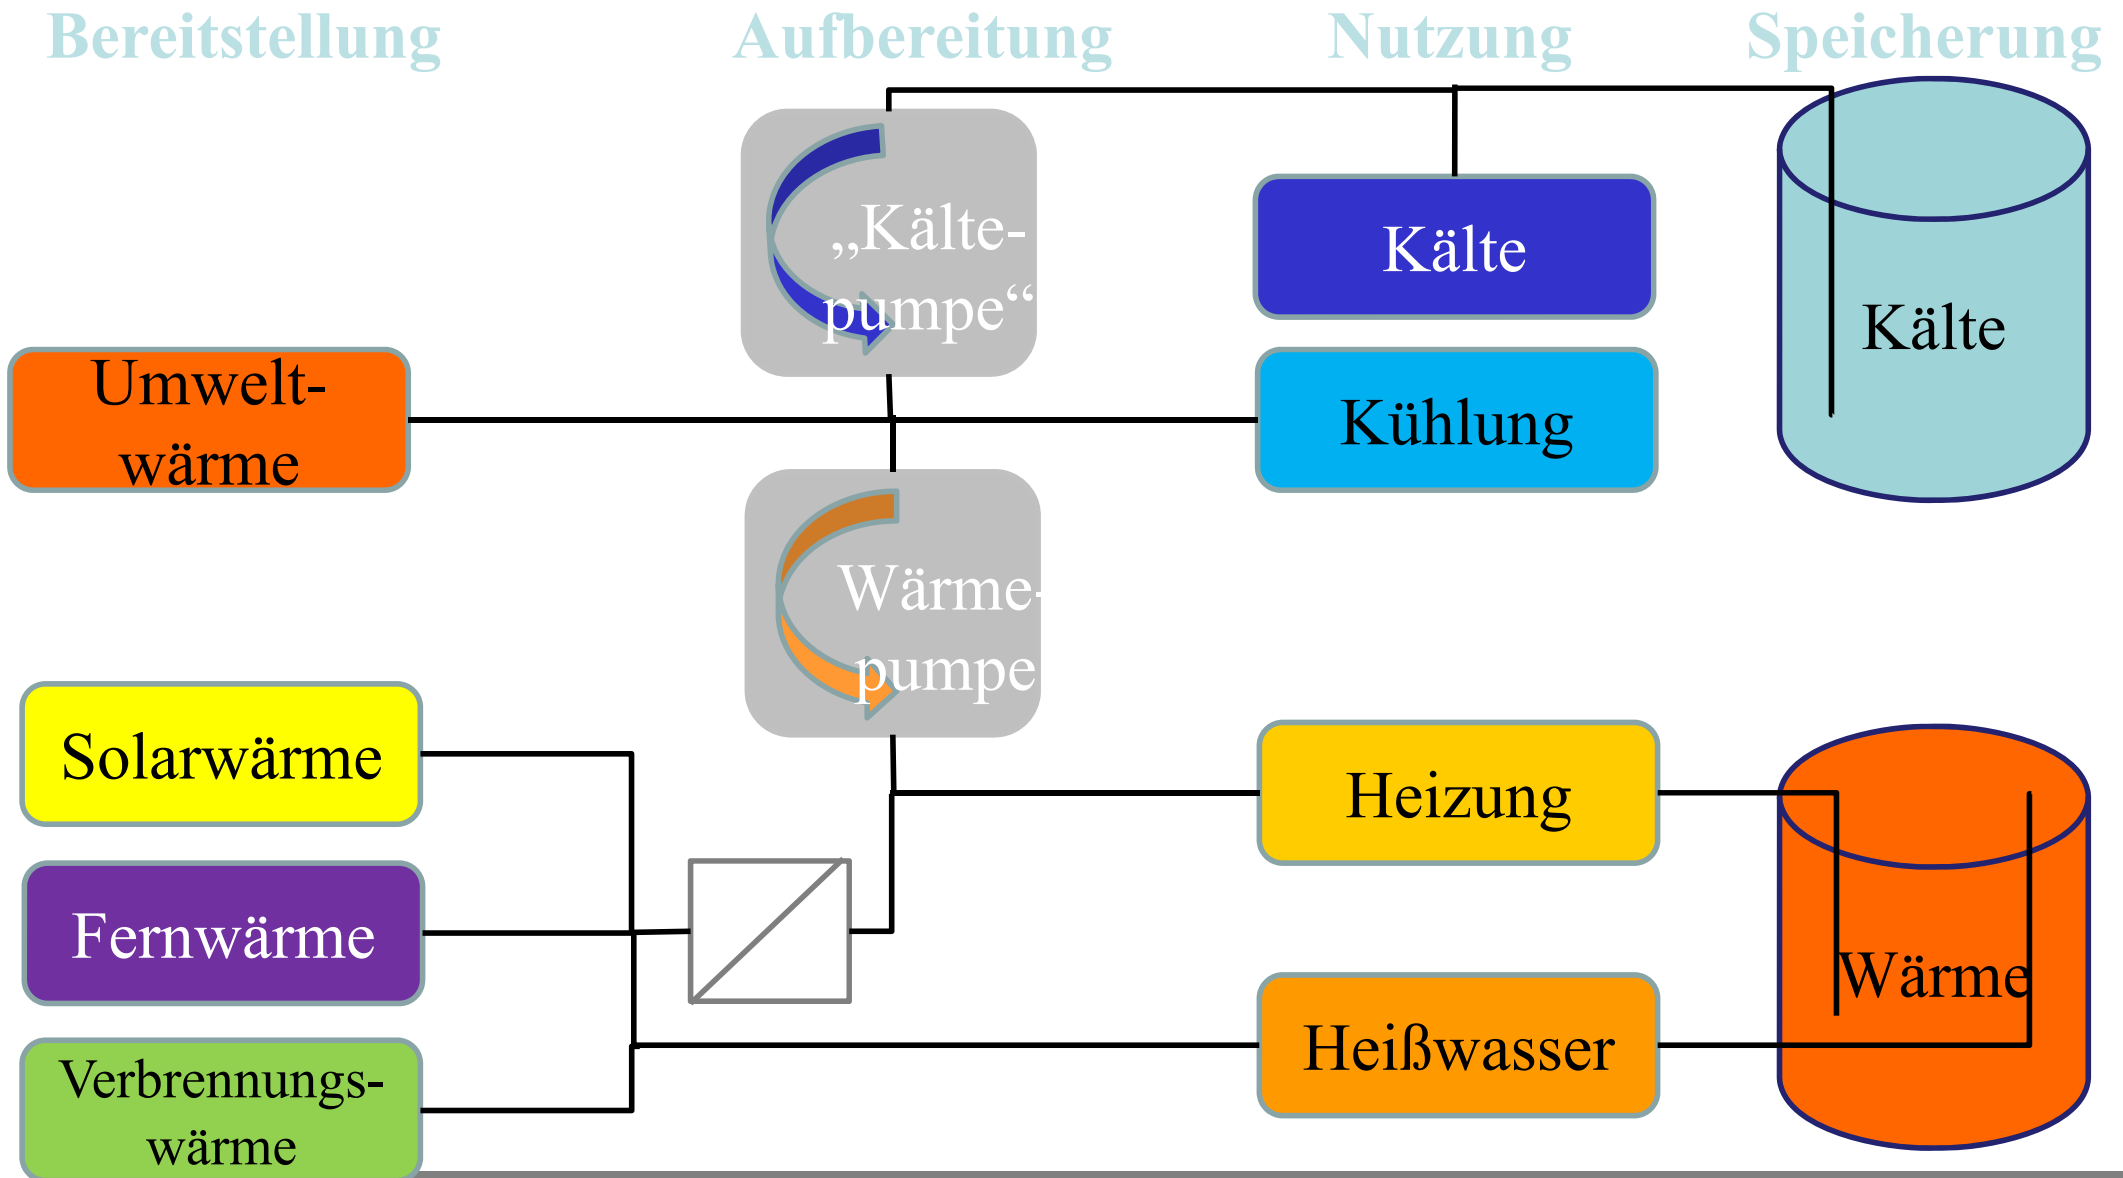 Bereitstellung
Aufbereitung
Nutzung
Speicherung
„Kälte-
pumpe“
Kälte
Kälte
Umwelt-
wärme
Kühlung
Wärme-
pumpe
Solarwärme
Heizung
Fernwärme
Wärme
Heißwasser
Verbrennungs-
wärme